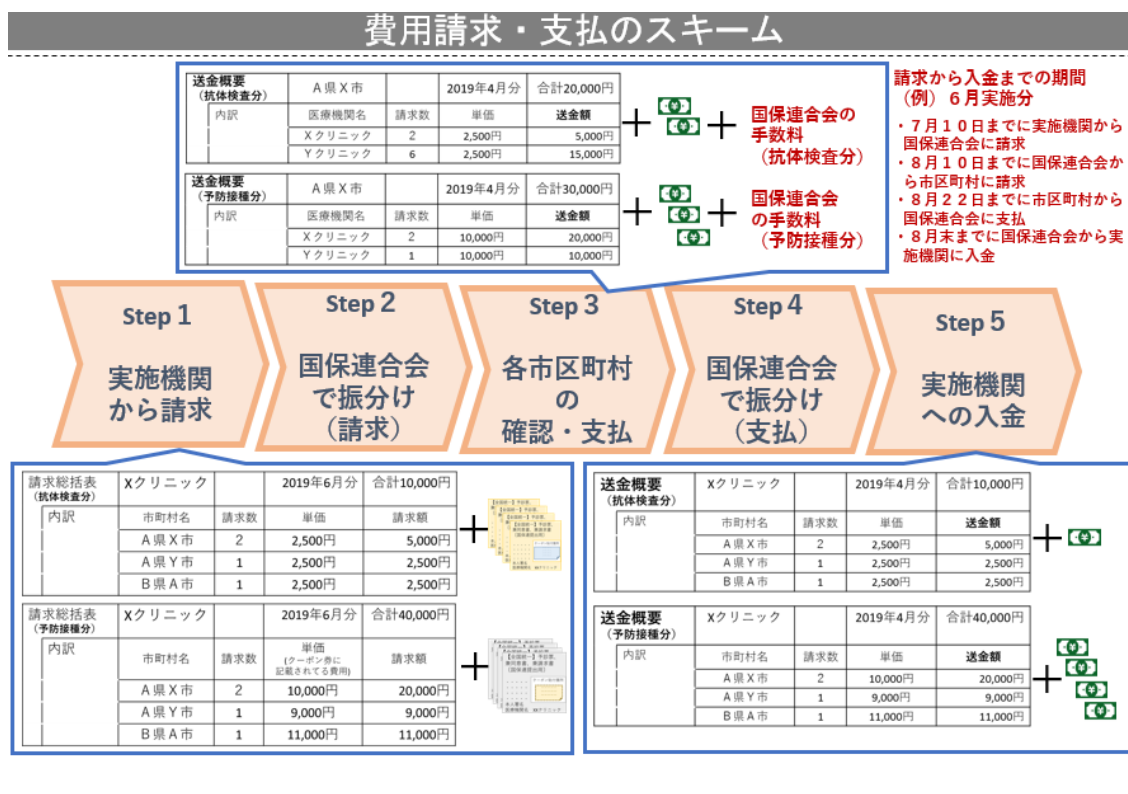 費用請求・支払のスキーム
送金概要 A県X市 2019年4月分 合計20,000円
(抗体検査分)
内訳 医療機関名 請求数 単価 送金額
Xクリニック 2 2,500円 5,000円
Yクリニック 6 2,500円 15,000円
国保連合会の
手数料
(抗体検査分)
送金概要 A県X市 2019年4月分 合計30,000円
(予防接種分)
内訳 医療機関名 請求数 単価 送金額
Xクリニック 2 10,000円 20,000円
Yクリニック 1 10,000円 10,000円
国保連合会
の手数料
(予防接種分)
請求から入金までの期間
(例)6月実施分
・7月10日までに実施機関から
国保連合会に請求
・8月10日までに国保連合会か
ら市区町村に請求
・8月22日までに市区町村から
国保連合会に支払
・8月末までに国保連合会から実
施機関に入金
Step 1
実施機関
から請求
Step 2
国保連合会
で振分け
(請求)
Step 3
各市区町村
の
確認・支払
Step 4
国保連合会
で振分け
(支払)
Step 5
実施機関
への入金
請求総括表 Xクリニック 2019年6月分 合計10,000円
(抗体検査分)
内訳 市町村名 請求数 単価 請求額
A県X市 2 2,500円 5,000円
A県Y市 1 2,500円 2,500円
B県A市 1 2,500円 2,500円
請求総括表 Xクリニック 2019年6月分 合計40,000円
(予防接種分)
内訳 市町村名 請求数 単価 請求額
(クーポン券に
記載されてる費用)
A県X市 2 10,000円 20,000円
A県Y市 1 9,000円 9,000円
B県A市 1 11,000円 11,000円
送金概要 Xクリニック 2019年4月分 合計10,000円
(抗体検査分)
内訳 市町村名 請求数 単価 送金額
A県X市 2 2,500円 5,000円
A県Y市 1 2,500円 2,500円
B県A市 1 2,500円 2,500円
送金概要 Xクリニック 2019年4月分 合計40,000円
(予防接種分)
内訳 市町村名 請求数 単価 送金額
A県X市 2 10,000円 20,000円
A県Y市 1 9,000円 9,000円
B県A市 1 11,000円 11,000円